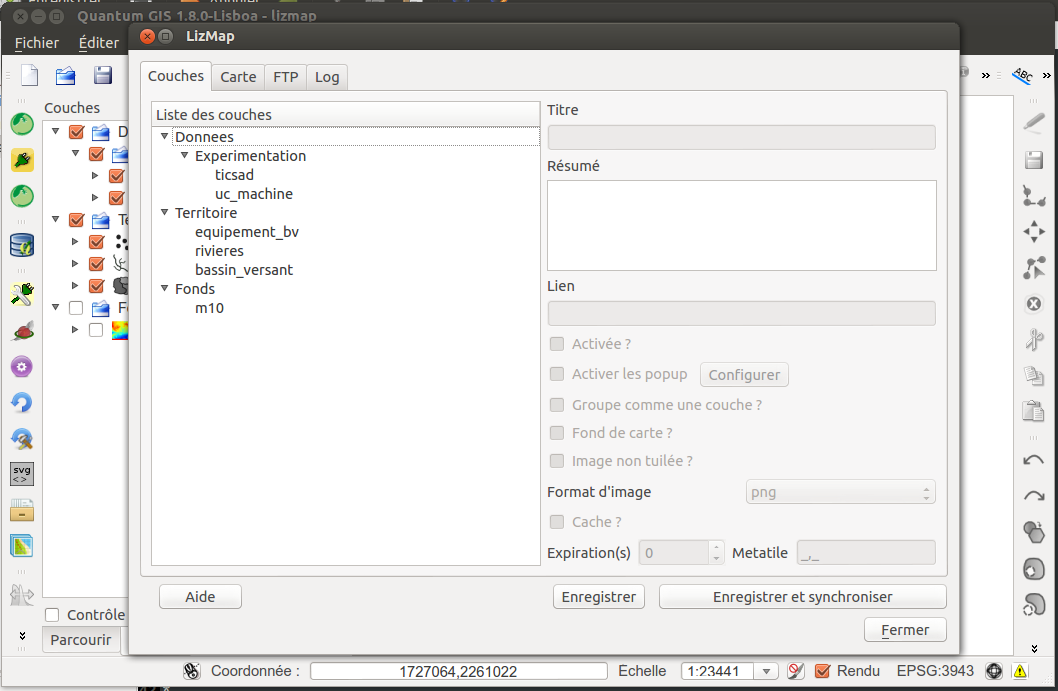 Quantum GIS 1.8.0-Lisboa - lizmap
Fichier Éditer
LizMap
Couches Carte FTP Log
Couches
Liste des couches
Donnees
Experimentation
ticsad
uc_machine
Territoire
equipement_bv
rivieres
bassin_versant
Fonds
m10
Titre
Résumé
Lien
Activée ?
Activer les popup Configurer
Groupe comme une couche ?
Fond de carte ?
Image non tuilée ?
Format d'image png
Cache ?
Expiration(s) 0 Metatile _,_
Aide Enregistrer Enregistrer et synchroniser
Fermer
ABC
svg
<>
D
Te
Contrôle
Parcourir
Coordonnée : 1727064,2261022 Echelle 1:23441 Rendu EPSG:3943